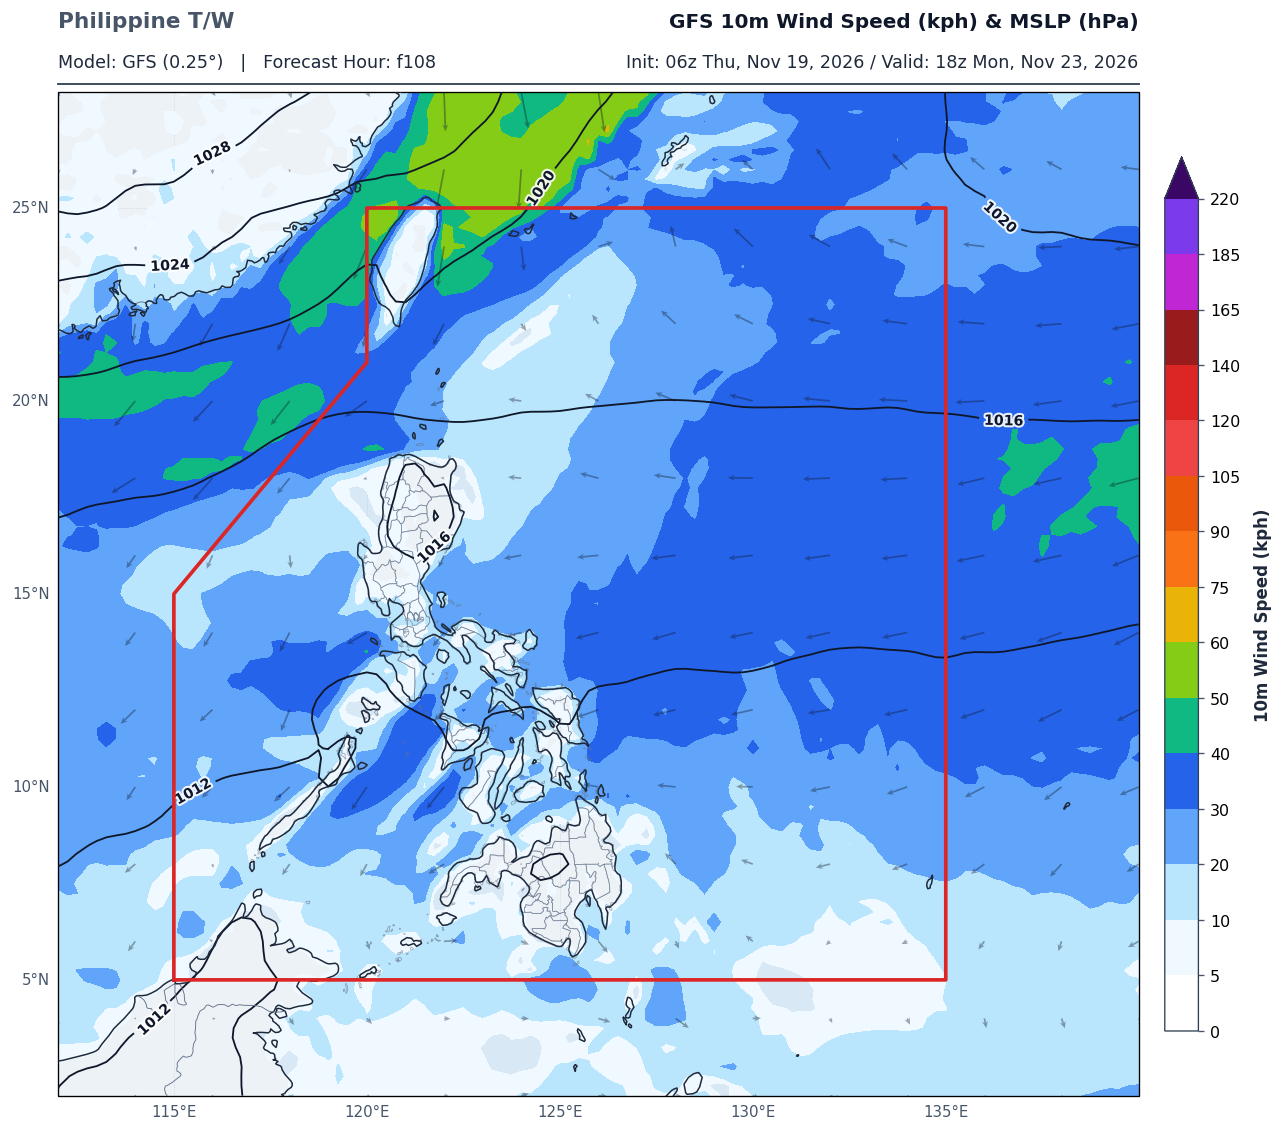 Philippine T/W
GFS 10m Wind Speed (kph) & MSLP (hPa)
Model: GFS (0.25°) | Forecast Hour: f108
Init: 06z Thu, Nov 19, 2026 / Valid: 18z Mon, Nov 23, 2026
1028
1020
1020
1024
1016
1016
1012
1012
25°N
20°N
15°N
10°N
5°N
115°E
120°E
125°E
130°E
135°E
220
185
165
140
120
105
90
75
60
50
40
30
20
10
5
0
10m Wind Speed (kph)